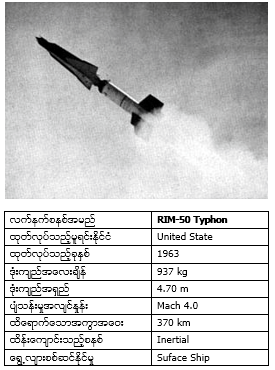 လက်နက်စနစ်အမည် RIM-50 Typhon
ထုတ်လုပ်သည့်မူရင်းနိုင်ငံ United State
ထုတ်လုပ်သည့်ခုနှစ် 1963
ဒုံးကျည်အလေးချိန် 937 kg
ဒုံးကျည်အရှည် 4.70 m
ပျံသန်းမှုအလျင်နှုန်း Mach 4.0
ထိရောက်သောအကွာအဝေး 370 km
ထိန်းကျောင်းသည့်စနစ် Inertial
ရွေ့လျားစစ်ဆင်နိုင်မှု Suface Ship